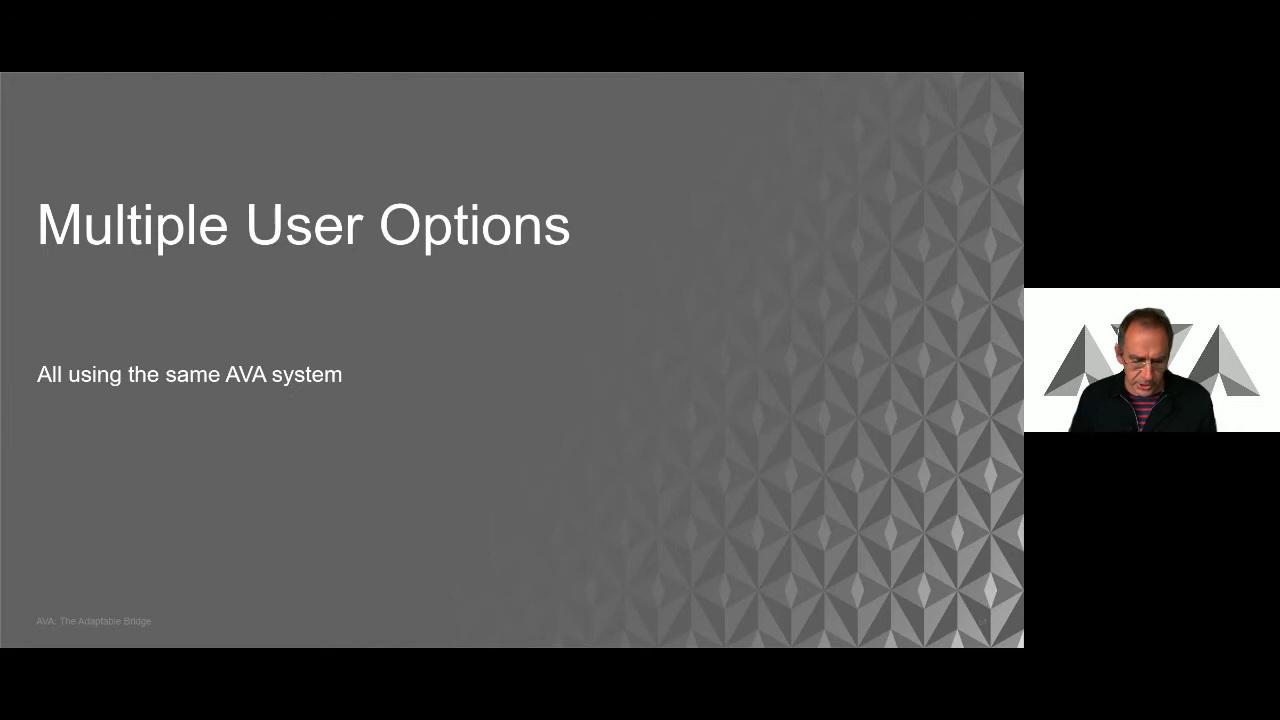 Multiple User Options
All using the same AVA system
AVA: The Adaptable Bridge